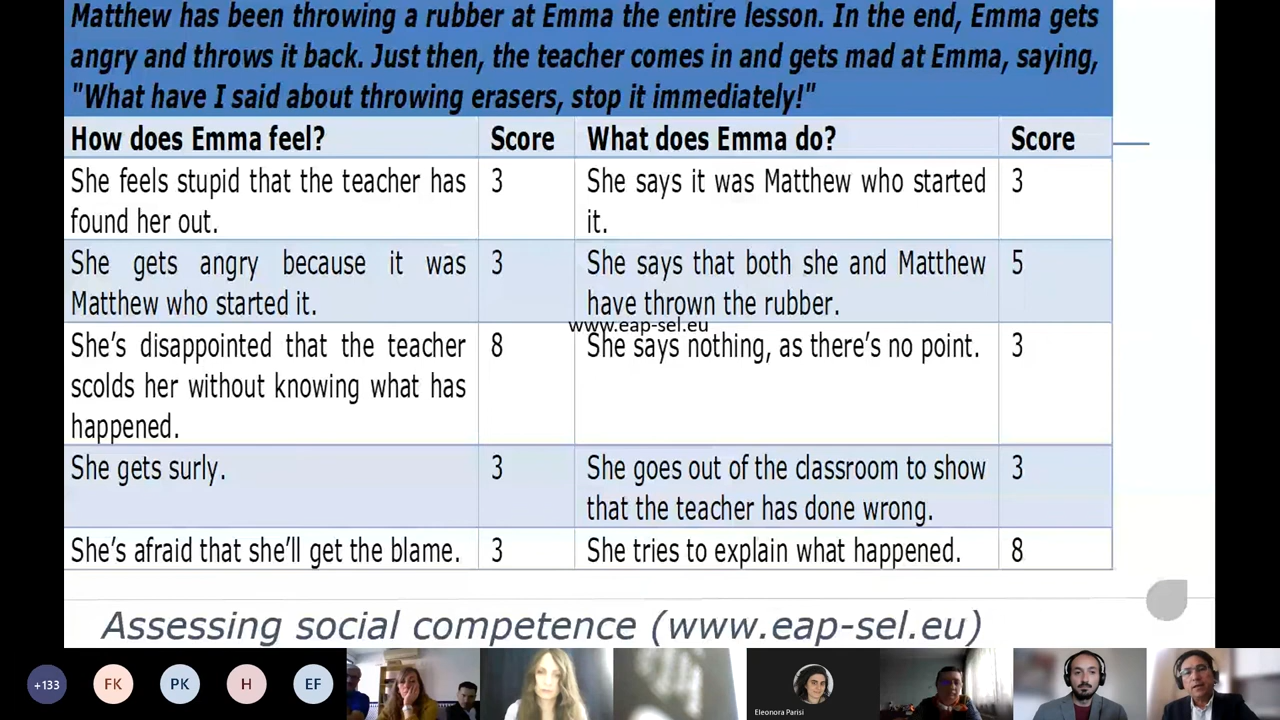 Matthew has been throwing a rubber at Emma the entire lesson. In the end, Emma gets
angry and throws it back. Just then, the teacher comes in and gets mad at Emma, saying,
"What have I said about throwing erasers, stop it immediately!"
How does Emma feel? Score What does Emma do? Score
She feels stupid that the teacher has 3 She says it was Matthew who started 3
found her out. it.
She gets angry because it was 3 She says that both she and Matthew 5
Matthew who started it. have thrown the rubber.
www.eap-sel.eu
She’s disappointed that the teacher 8 She says nothing, as there’s no point. 3
scolds her without knowing what has
happened.
She gets surly. 3 She goes out of the classroom to show 3
that the teacher has done wrong.
She’s afraid that she’ll get the blame. 3 She tries to explain what happened. 8
Assessing social competence (www.eap-sel.eu)
+133 FK PK H EF
Eleonora Parisi